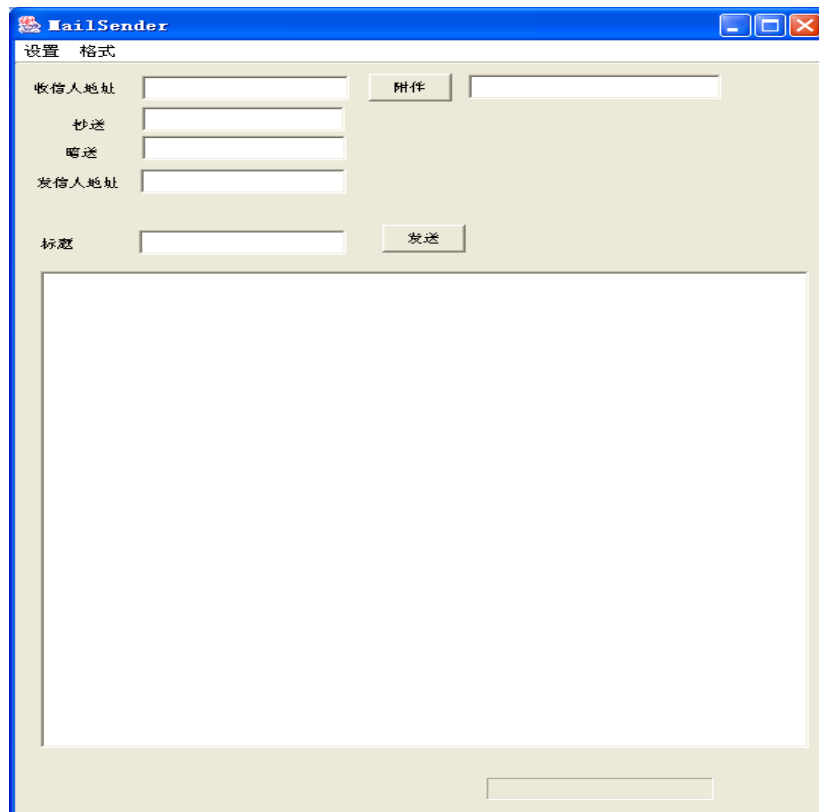 MailSender
设置 格式
收信人地址 附件
抄送
暗送
发信人地址
标题 发送